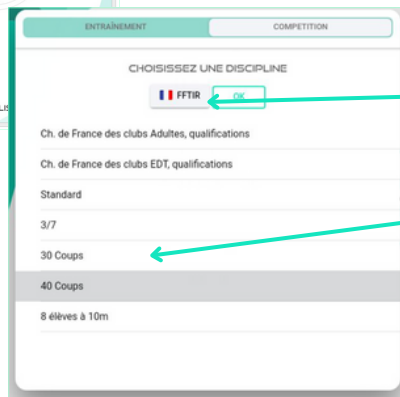 ENTRAÎNEMENT
COMPETITION
CHOISISSEZ UNE DISCIPLINE
FFTIR
OK
Ch. de France des clubs Adultes, qualifications
Ch. de France des clubs EDT, qualifications
Standard
3/7
30 Coups
40 Coups
8 élèves à 10m